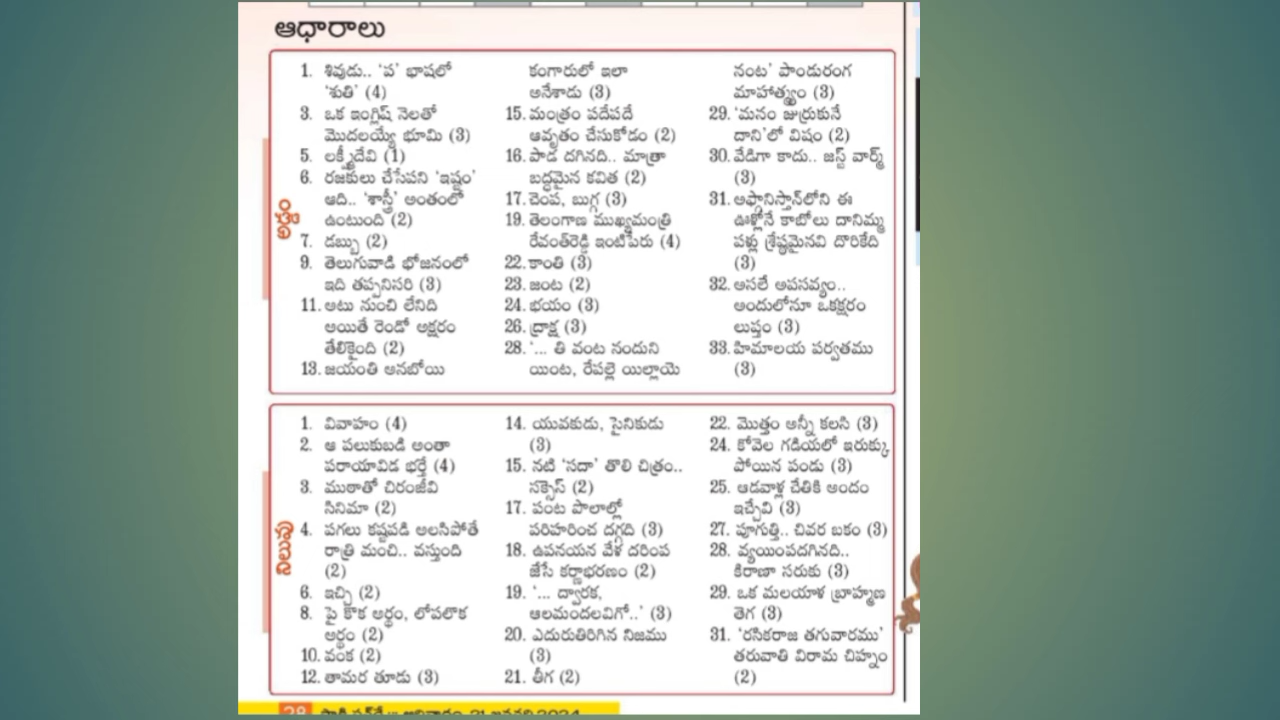 ఆధారాలు
అడ్డం
1. శివుడు.. ‘ప’ భాషలో
‘శుతి’ (4)
3. ఒక ఇంగ్లిష్ నెలతో
మొదలయ్యే భూమి (3)
5. లక్ష్మీదేవి (1)
6. రజకులు చేసేపని ‘ఇష్టం’
ఆది.. ‘శాస్త్రీ’ అంతంలో
ఉంటుంది (2)
7. డబ్బు (2)
9. తెలుగువాడి భోజనంలో
ఇది తప్పనిసరి (3)
11. అటు నుంచి లేనిది
అయితే రెండో అక్షరం
తేలికైంది (2)
13. జయంతి అనబోయి
కంగారులో ఇలా
అనేశాడు (3)
15. మంత్రం పదేపదే
ఆవృతం చేసుకోడం (2)
16. పాడ దగినది.. మాత్రా
బద్ధమైన కవిత (2)
17. చెంప, బుగ్గ (3)
19. తెలంగాణ ముఖ్యమంత్రి
రేవంత్‌రెడ్డి ఇంటిపేరు (4)
22. కాంతి (3)
23. జంట (2)
24. భయం (3)
26. ద్రాక్ష (3)
28. ‘... తి వంట నందుని
యింట, రేపల్లె యిల్లాయె
నంట’ పాండురంగ
మాహాత్మ్యం (3)
29. ‘మనం జుర్రుకునే
దాని’లో విషం (2)
30. వేడిగా కాదు.. జస్ట్ వార్మ్
(3)
31. అఫ్గానిస్తాన్‌లోని ఈ
ఊళ్లోనే కాబోలు దానిమ్మ
పళ్లు శ్రేష్ఠమైనవి దొరికేది
(3)
32. అసలే అపసవ్యం..
అందులోనూ ఒకక్షరం
లుప్తం (3)
33. హిమాలయ పర్వతము
(3)
నిలువు
1. వివాహం (4)
2. ఆ పలుకుబడి అంతా
పరాయావిడ భర్తే (4)
3. ముఠాతో చిరంజీవి
సినిమా (2)
4. పగలు కష్టపడి అలసిపోతే
రాత్రి మంచి.. వస్తుంది
(2)
6. ఇచ్ఛి (2)
8. పై కొక అర్థం, లోపలొక
అర్థం (2)
10. వంక (2)
12. తామర తూడు (3)
14. యువకుడు, సైనికుడు
(3)
15. నటి ‘సదా’ తొలి చిత్రం..
సక్సెస్ (2)
17. పంట పొలాల్లో
పరిహరించ దగ్గది (3)
18. ఉపనయన వేళ దరింప
జేసే కర్ణాభరణం (2)
19. ‘... ద్వారక,
ఆలమందలవిగో..’ (3)
20. ఎదురుతిరిగిన నిజము
(3)
21. తీగ (2)
22. మొత్తం అన్నీ కలసి (3)
24. కోవెల గడియలో ఇరుక్కు
పోయిన పండు (3)
25. ఆడవాళ్ల చేతికి అందం
ఇచ్చేవి (3)
27. పూగుత్తి.. చివర బకం (3)
28. వ్యయింపదగినది..
కిరాణా సరుకు (3)
29. ఒక మలయాళ బ్రాహ్మణ
తెగ (3)
31. ‘రసికరాజ తగువారము’
తరువాతి విరామ చిహ్నం
(2)